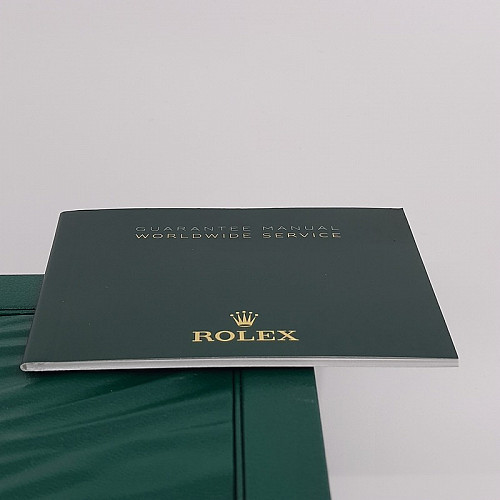 GUARANTEE MANUAL
WORLDWIDE SERVICE
ROLEX